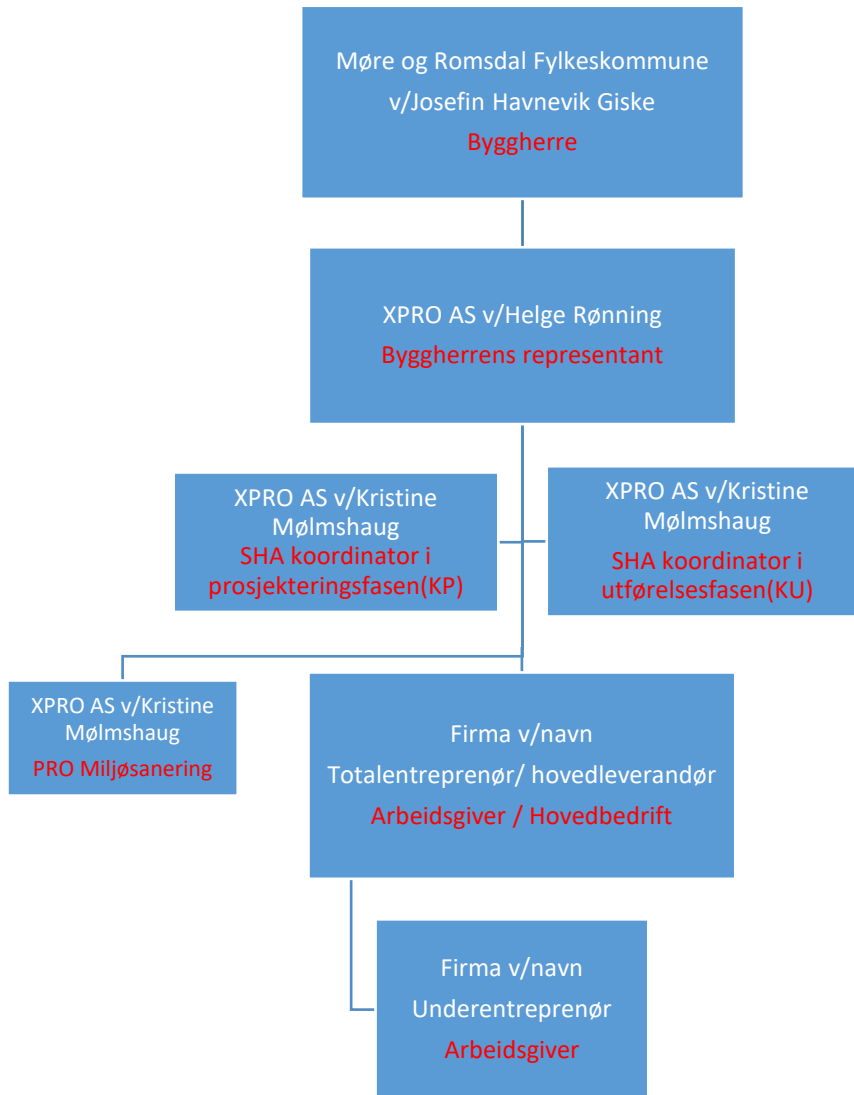 Møre og Romsdal Fylkeskommune
v/Josefin Havnevik Giske
Byggherre
XPRO AS v/Helge Rønning
Byggherrens representant
XPRO AS v/Kristine
Mølmshaug
SHA koordinator i
prosjekteringsfasen(KP)
XPRO AS v/Kristine
Mølmshaug
SHA koordinator i
utførelsesfasen(KU)
XPRO AS v/Kristine
Mølmshaug
PRO Miljøsanering
Firma v/navn
Totalentreprenør/ hovedleverandør
Arbeidsgiver / Hovedbedrift
Firma v/navn
Underentreprenør
Arbeidsgiver